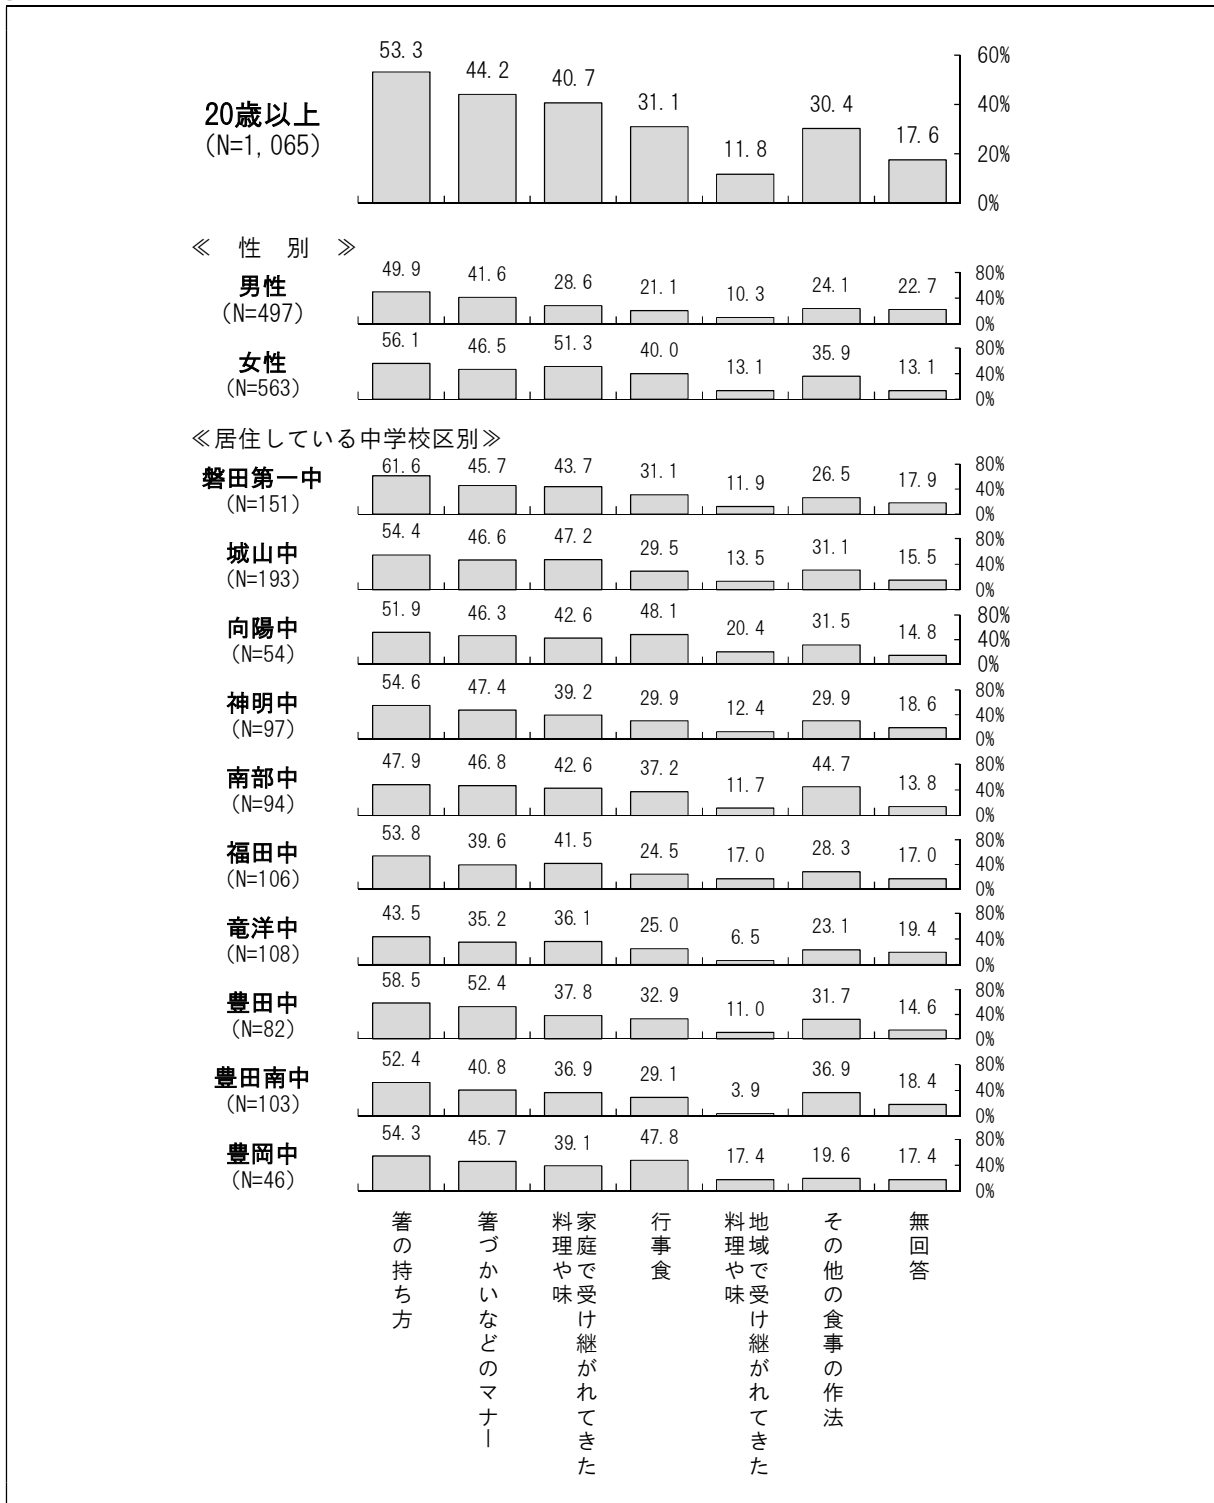 53.3 44.2 40.7 31.1 11.8 30.4 17.6
60%
40%
20%
0%
20歳以上
(N=1,065)
≪ 性 別 ≫
49.9 41.6 28.6 21.1 10.3 24.1 22.7
80%
40%
0%
男性
(N=497)
56.1 46.5 51.3 40.0 13.1 35.9 13.1
80%
40%
0%
女性
(N=563)
≪居住している中学校区別≫
61.6 45.7 43.7 31.1 11.9 26.5 17.9
80%
40%
0%
磐田第一中
(N=151)
54.4 46.6 47.2 29.5 13.5 31.1 15.5
80%
40%
0%
城山中
(N=193)
51.9 46.3 42.6 48.1 20.4 31.5 14.8
80%
40%
0%
向陽中
(N=54)
54.6 47.4 39.2 29.9 12.4 29.9 18.6
80%
40%
0%
神明中
(N=97)
47.9 46.8 42.6 37.2 11.7 44.7 13.8
80%
40%
0%
南部中
(N=94)
53.8 39.6 41.5 24.5 17.0 28.3 17.0
80%
40%
0%
福田中
(N=106)
43.5 35.2 36.1 25.0 6.5 23.1 19.4
80%
40%
0%
竜洋中
(N=108)
58.5 52.4 37.8 32.9 11.0 31.7 14.6
80%
40%
0%
豊田中
(N=82)
52.4 40.8 36.9 29.1 3.9 36.9 18.4
80%
40%
0%
豊田南中
(N=103)
54.3 45.7 39.1 47.8 17.4 19.6 17.4
80%
40%
0%
豊岡中
(N=46)
箸の持ち方
箸づかいなどのマナー
家庭で受け継がれてきた
料理や味
行事食
地域で受け継がれてきた
料理や味
その他の食事の作法
無回答